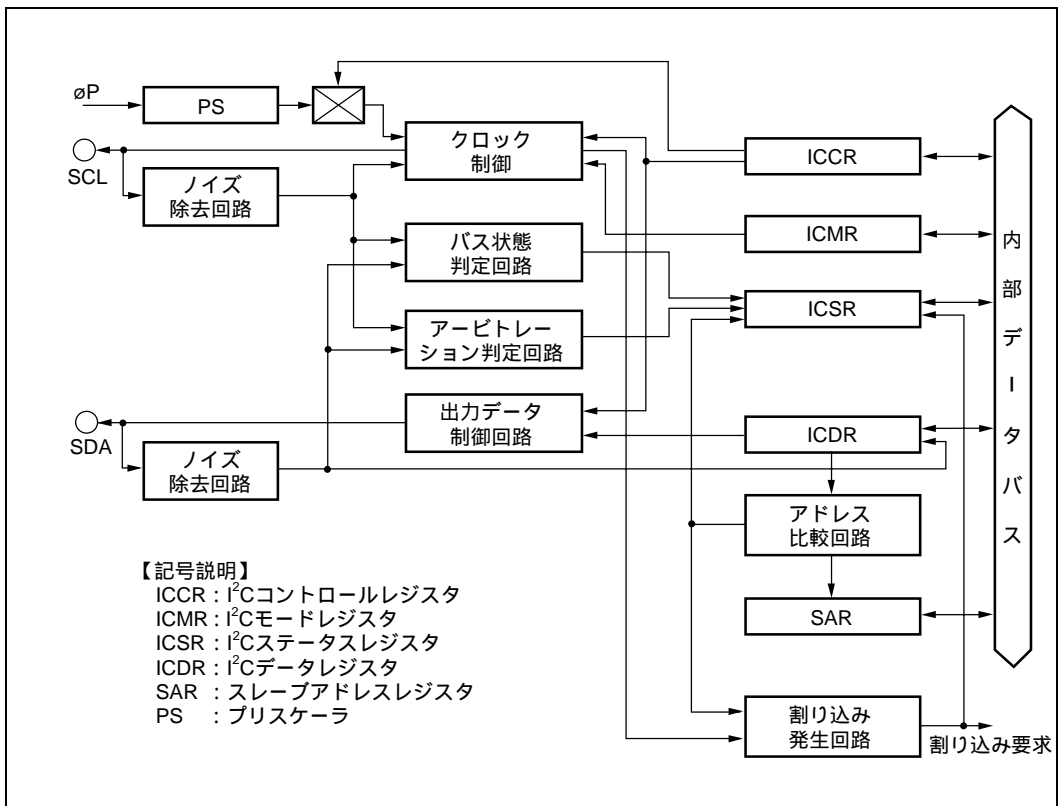 øP
PS
SCL
ノイズ
除去回路
クロック
制御
バス状態
判定回路
アービトレー
ション判定回路
出力データ
制御回路
SDA
ノイズ
除去回路
ICCR
ICMR
ICSR
ICDR
アドレス
比較回路
SAR
割り込み
発生回路
割り込み要求
内部データバス
【記号説明】
ICCR：I²Cコントロールレジスタ
ICMR：I²Cモードレジスタ
ICSR：I²Cステータスレジスタ
ICDR：I²Cデータレジスタ
SAR ：スレーブアドレスレジスタ
PS ：プリスケーラ